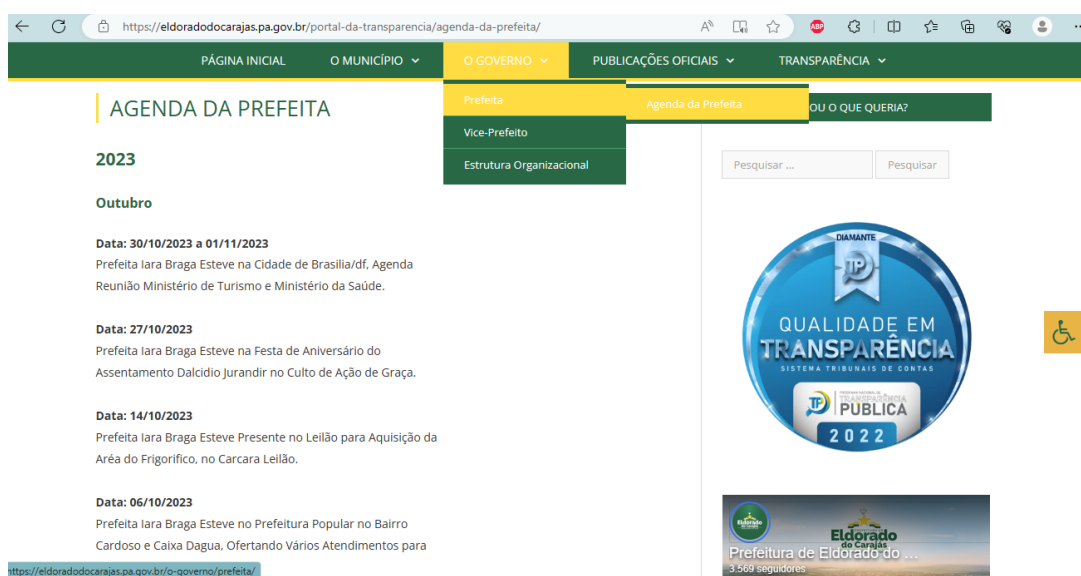 https://eldoradodocarajas.pa.gov.br/portal-da-transparencia/agenda-da-prefeita/
PÁGINA INICIAL O MUNICÍPIO O GOVERNO PUBLICAÇÕES OFICIAIS TRANSPARÊNCIA
AGENDA DA PREFEITA
Prefeita
Agenda da Prefeita
OU O QUE QUERIA?
Vice-Prefeito
Estrutura Organizacional
2023
Pesquisar ... Pesquisar
Outubro
Data: 30/10/2023 a 01/11/2023
Prefeita Iara Braga Esteve na Cidade de Brasilia/df, Agenda
Reunião Ministério de Turismo e Ministério da Saúde.
Data: 27/10/2023
Prefeita Iara Braga Esteve na Festa de Aniversário do
Assentamento Dalcidio Jurandir no Culto de Ação de Graça.
Data: 14/10/2023
Prefeita Iara Braga Esteve Presente no Leilão para Aquisição da
Aréa do Frigorifico, no Carcara Leilão.
Data: 06/10/2023
Prefeita Iara Braga Esteve no Prefeitura Popular no Bairro
Cardoso e Caixa Dagua, Ofertando Vários Atendimentos para
https://eldoradodocarajas.pa.gov.br/o-governo/prefeita/
DIAMANTE
TP
QUALIDADE EM
TRANSPARÊNCIA
SISTEMA TRIBUNAIS DE CONTAS
TP
TRANSPARÊNCIA
PÚBLICA
2022
Eldorado
do Carajás
Prefeitura de Eldorado do ...
3.569 seguidores
ABP